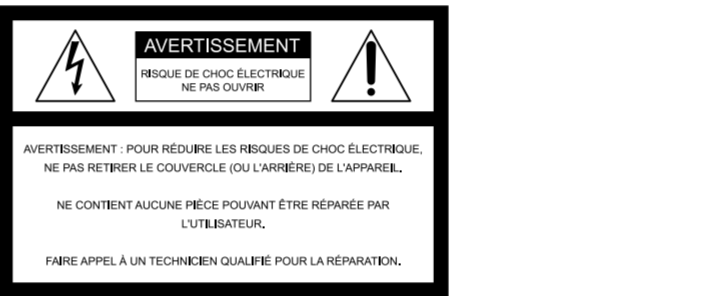 AVERTISSEMENT
RISQUE DE CHOC ÉLECTRIQUE
NE PAS OUVRIR
AVERTISSEMENT : POUR RÉDUIRE LES RISQUES DE CHOC ÉLECTRIQUE,
NE PAS RETIRER LE COUVERCLE (OU L'ARRIÈRE) DE L'APPAREIL.
NE CONTIENT AUCUNE PIÈCE POUVANT ÊTRE RÉPARÉE PAR
L'UTILISATEUR.
FAIRE APPEL À UN TECHNICIEN QUALIFIÉ POUR LA RÉPARATION.